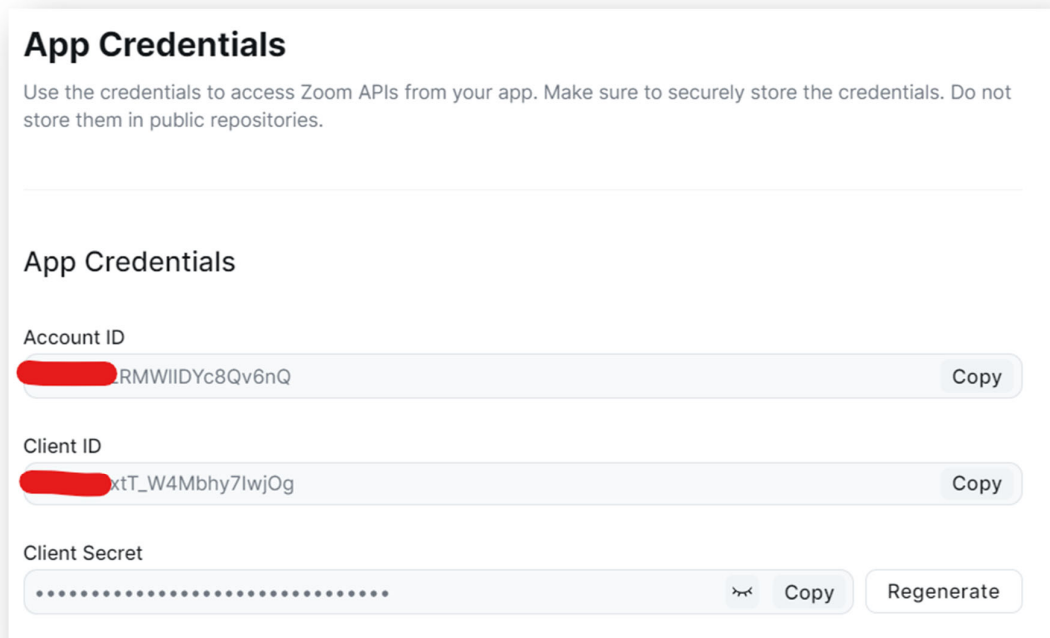 App Credentials
Use the credentials to access Zoom APIs from your app. Make sure to securely store the credentials. Do not
store them in public repositories.
App Credentials
Account ID
RMWlIDYc8Qv6nQ
Copy
Client ID
xtT_W4Mbhy7IwjOg
Copy
Client Secret
••••••••••••••••••••••••••••••••
Copy
Regenerate